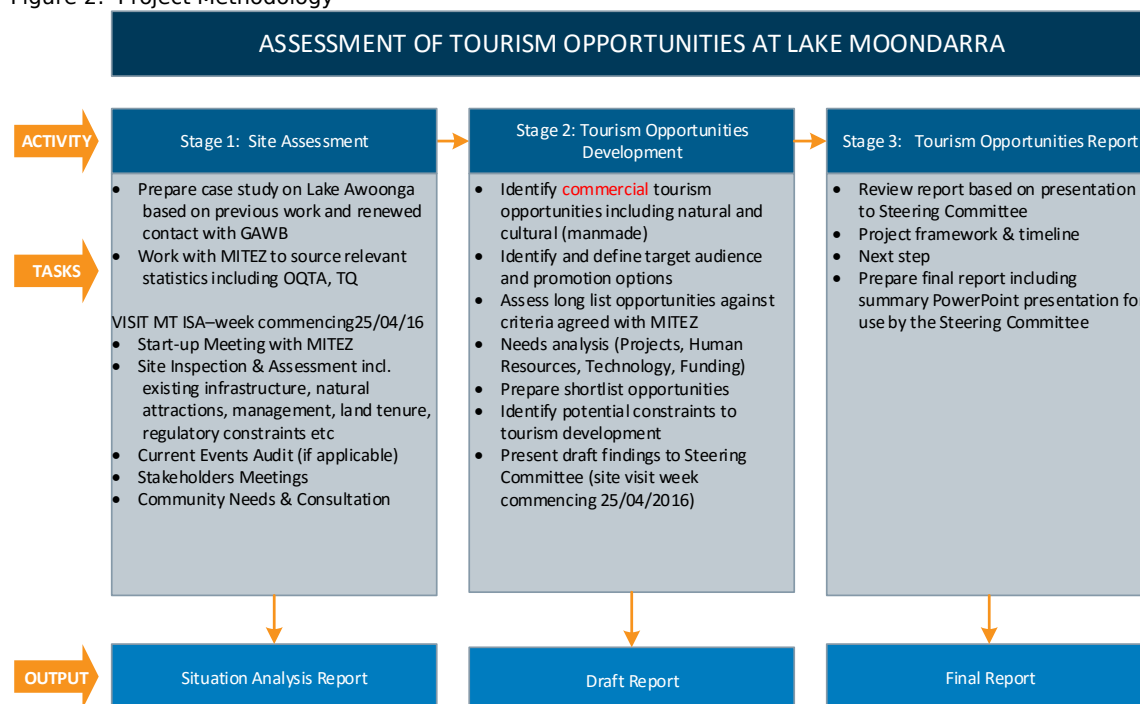 Figure 2: Project Methodology
ASSESSMENT OF TOURISM OPPORTUNITIES AT LAKE MOONDARRA
ACTIVITY
Stage 1: Site Assessment
Stage 2: Tourism Opportunities
Development
Stage 3: Tourism Opportunities Report
TASKS
• Prepare case study on Lake Awoonga
based on previous work and renewed
contact with GAWB
• Work with MITEZ to source relevant
statistics including OQTA, TQ
VISIT MT ISA–week commencing25/04/16
• Start-up Meeting with MITEZ
• Site Inspection & Assessment incl.
existing infrastructure, natural
attractions, management, land tenure,
regulatory constraints etc
• Current Events Audit (if applicable)
• Stakeholders Meetings
• Community Needs & Consultation
• Identify commercial tourism
opportunities including natural and
cultural (manmade)
• Identify and define target audience
and promotion options
• Assess long list opportunities against
criteria agreed with MITEZ
• Needs analysis (Projects, Human
Resources, Technology, Funding)
• Prepare shortlist opportunities
• Identify potential constraints to
tourism development
• Present draft findings to Steering
Committee (site visit week
commencing 25/04/2016)
• Review report based on presentation
to Steering Committee
• Project framework & timeline
• Next step
• Prepare final report including
summary PowerPoint presentation fo
use by the Steering Committee
OUTPUT
Situation Analysis Report
Draft Report
Final Report